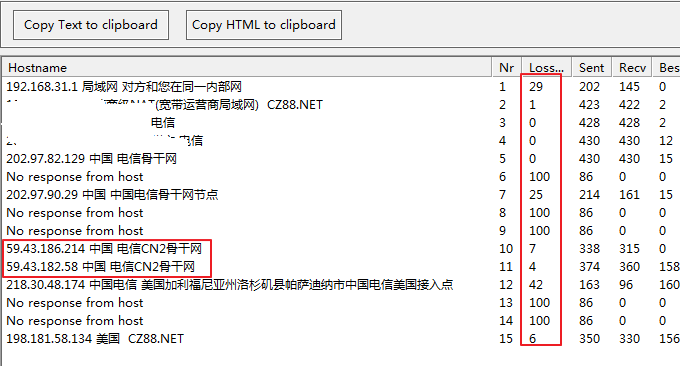 Copy Text to clipboard Copy HTML to clipboard
Hostname Nr Loss... Sent Recv Bes
192.168.31.1 局域网 对方和您在同一内部网 1 29 202 145 0
(宽带运营商局域网) CZ88.NET 2 1 423 422 2
电信 3 0 428 428 2
电信 4 0 430 430 12
202.97.82.129 中国 电信骨干网 5 0 430 430 15
No response from host 6 100 86 0 0
202.97.90.29 中国 中国电信骨干网节点 7 25 214 161 15
No response from host 8 100 86 0 0
No response from host 9 100 86 0 0
59.43.186.214 中国 电信CN2骨干网 10 7 338 315 0
59.43.182.58 中国 电信CN2骨干网 11 4 374 360 158
218.30.48.174 中国电信 美国加利福尼亚州洛杉矶县帕萨迪纳市中国电信美国接入点 12 42 163 96 160
No response from host 13 100 86 0 0
No response from host 14 100 86 0 0
198.181.58.134 美国 CZ88.NET 15 6 350 330 156